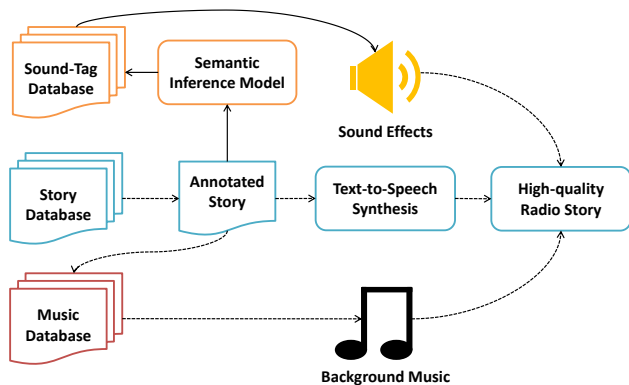 Sound-Tag
Database
Semantic
Inference Model
Sound Effects
Story
Database
Annotated
Story
Text-to-Speech
Synthesis
High-quality
Radio Story
Music
Database
Background Music